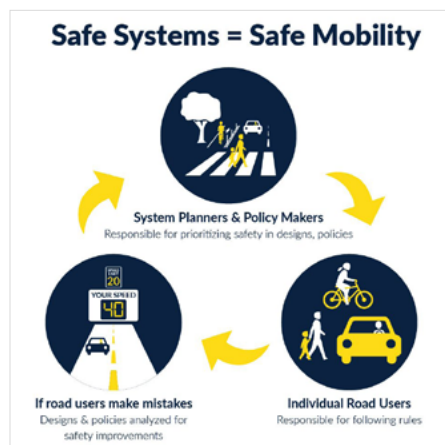 Safe Systems = Safe Mobility
System Planners & Policy Makers
Responsible for prioritizing safety in designs, policies
20
YOUR SPEED
40
If road users make mistakes
Designs & policies analyzed for
safety improvements
Individual Road Users
Responsible for following rules